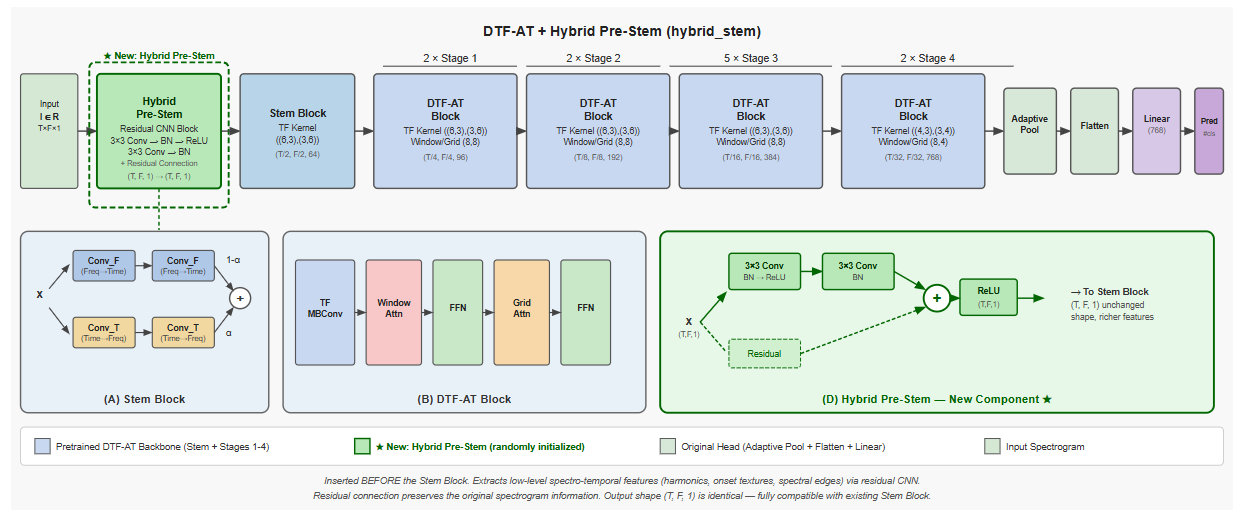 DTF-AT + Hybrid Pre-Stem (hybrid_stem)
★ New: Hybrid Pre-Stem
2 × Stage 1
2 × Stage 2
5 × Stage 3
2 × Stage 4
Input
I ∈ R
T×F×1
Hybrid
Pre-Stem
Residual CNN Block
3×3 Conv → BN → ReLU
3×3 Conv → BN
+ Residual Connection
(T, F, 1) → (T, F, 1)
Stem Block
TF Kernel
((6,3),(3,6))
(T/2, F/2, 64)
DTF-AT
Block
TF Kernel ((6,3),(3,6))
Window/Grid (8,8)
(T/4, F/4, 96)
DTF-AT
Block
TF Kernel ((6,3),(3,6))
Window/Grid (8,8)
(T/8, F/8, 192)
DTF-AT
Block
TF Kernel ((6,3),(3,6))
Window/Grid (8,8)
(T/16, F/16, 384)
DTF-AT
Block
TF Kernel ((4,3),(3,4))
Window/Grid (8,4)
(T/32, F/32, 768)
Adaptive
Pool
Flatten
Linear
(768)
Pred
#cls
X
Conv_F
(Freq→Time)
Conv_F
(Freq→Time)
1-α
+
Conv_T
(Time→Freq)
Conv_T
(Time→Freq)
α
(A) Stem Block
TF
MBConv
Window
Attn
FFN
Grid
Attn
FFN
(B) DTF-AT Block
X
(T,F,1)
3×3 Conv
BN → ReLU
3×3 Conv
BN
Residual
+
ReLU
(T,F,1)
→ To Stem Block
(T, F, 1) unchanged
shape, richer features
(D) Hybrid Pre-Stem — New Component ★
Pretrained DTF-AT Backbone (Stem + Stages 1-4)
★ New: Hybrid Pre-Stem (randomly initialized)
Original Head (Adaptive Pool + Flatten + Linear)
Input Spectrogram
Inserted BEFORE the Stem Block. Extracts low-level spectro-temporal features (harmonics, onset textures, spectral edges) via residual CNN.
Residual connection preserves the original spectrogram information. Output shape (T, F, 1) is identical — fully compatible with existing Stem Block.